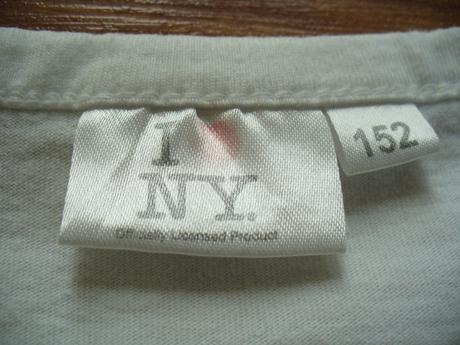 I
NY.
Officially Licensed Product
152